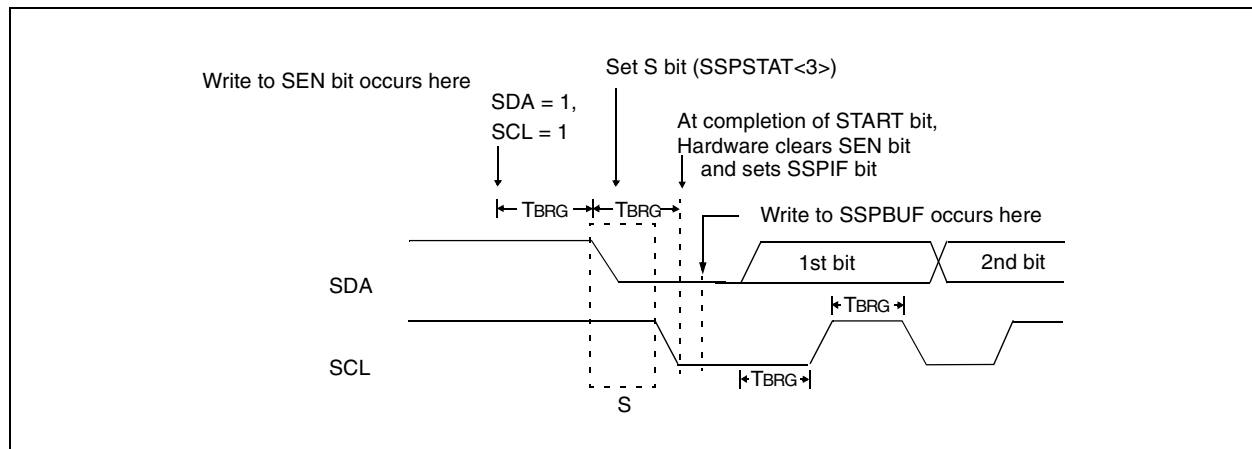 Write to SEN bit occurs here
Set S bit (SSPSTAT<3>)
SDA = 1,
SCL = 1
At completion of START bit,
Hardware clears SEN bit
and sets SSPIF bit
TBRG
TBRG
Write to SSPBUF occurs here
SDA
1st bit
2nd bit
TBRG
SCL
TBRG
S